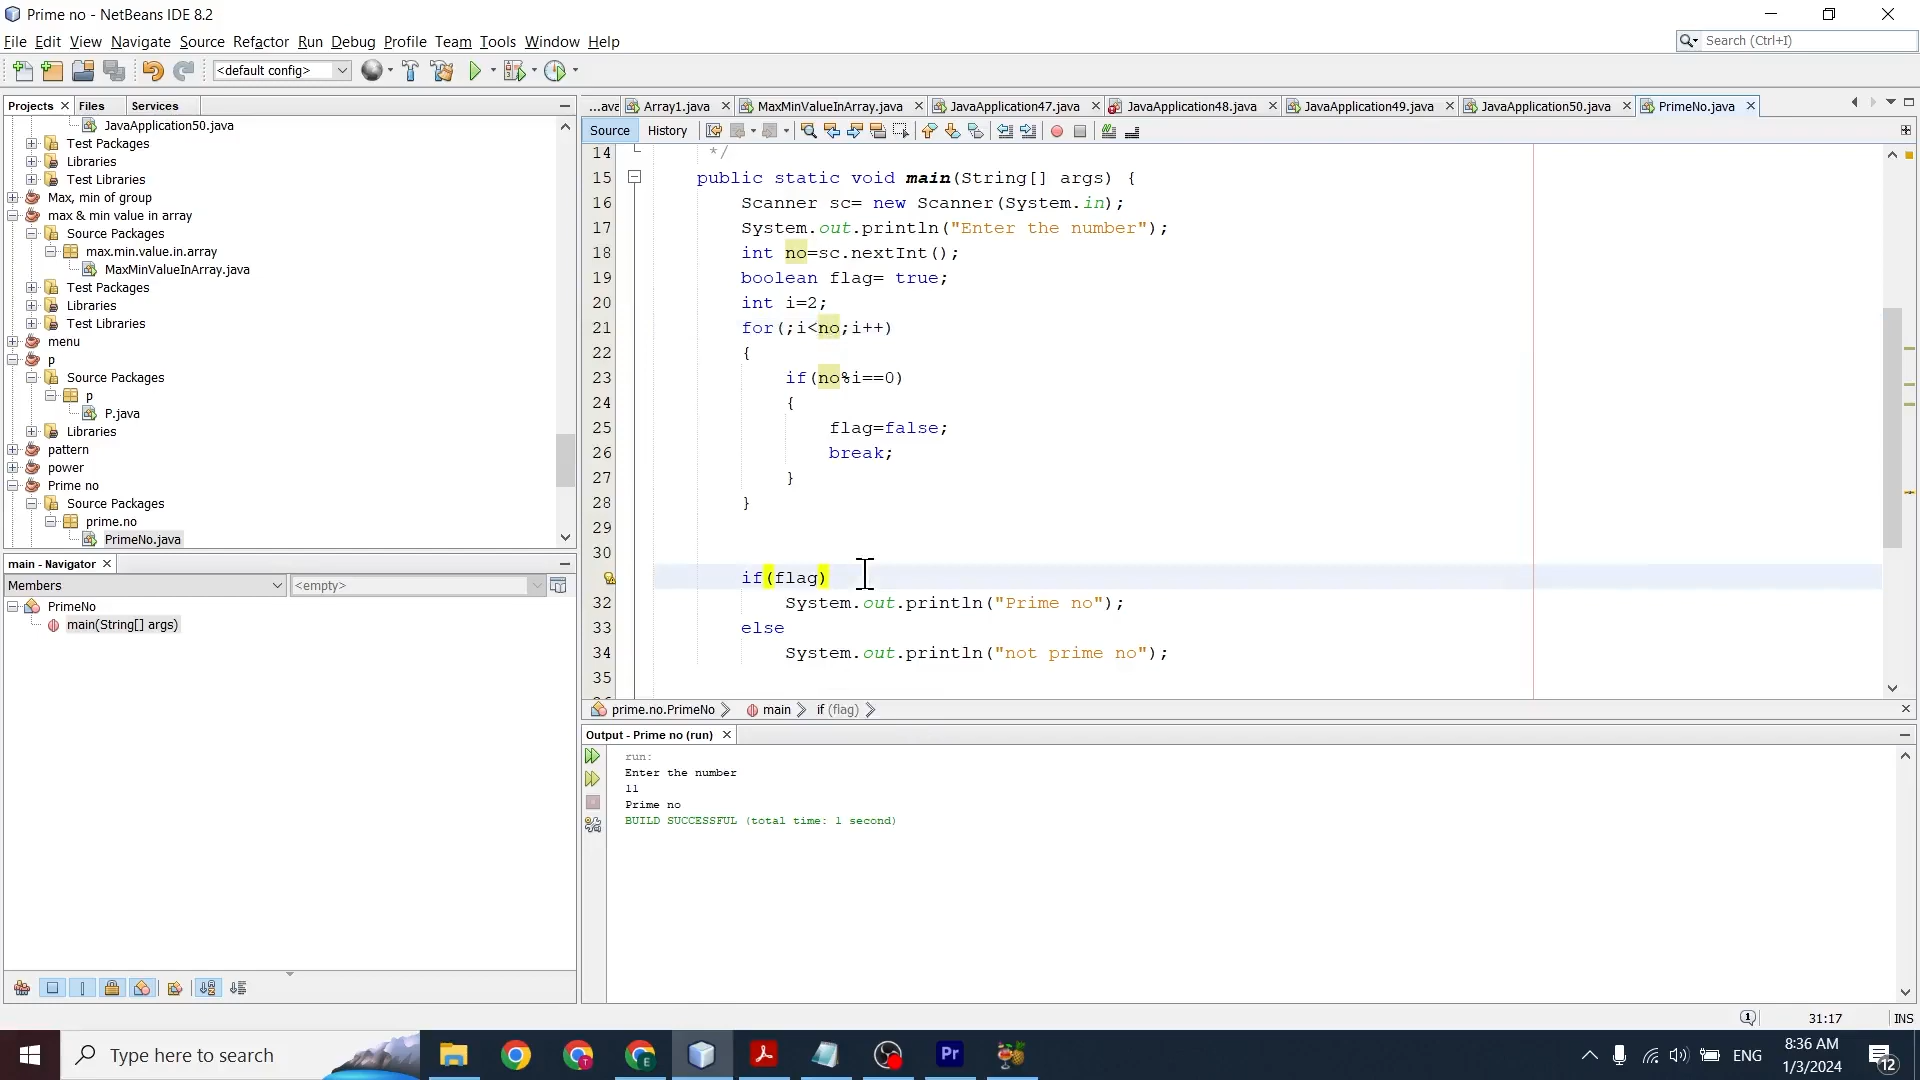 Prime no - NetBeans IDE 8.2
File Edit View Navigate Source Refactor Run Debug Profile Team Tools Window Help
Search (Ctrl+I)
<default config>
Projects Files Services
JavaApplication50.java
Test Packages
Libraries
Test Libraries
Max, min of group
max & min value in array
Source Packages
max.min.value.in.array
MaxMinValueInArray.java
Test Packages
Libraries
Test Libraries
menu
p
Source Packages
p
P.java
Libraries
pattern
power
Prime no
Source Packages
prime.no
PrimeNo.java
main - Navigator
Members <empty>
PrimeNo
main(String[] args)
...ava Array1.java MaxMinValueInArray.java JavaApplication47.java JavaApplication48.java JavaApplication49.java JavaApplication50.java PrimeNo.java
Source History
14 */
15 public static void main(String[] args) {
16 Scanner sc= new Scanner(System.in);
17 System.out.println("Enter the number");
18 int no=sc.nextInt();
19 boolean flag= true;
20 int i=2;
21 for(;i<no;i++)
22 {
23 if(no%i==0)
24 {
25 flag=false;
26 break;
27 }
28 }
29
30
if(flag)
32 System.out.println("Prime no");
33 else
34 System.out.println("not prime no");
35
prime.no.PrimeNo main if (flag)
Output - Prime no (run)
run:
Enter the number
11
Prime no
BUILD SUCCESSFUL (total time: 1 second)
1 31:17 INS
Type here to search
T E Pr
ENG
8:36 AM
1/3/2024
12